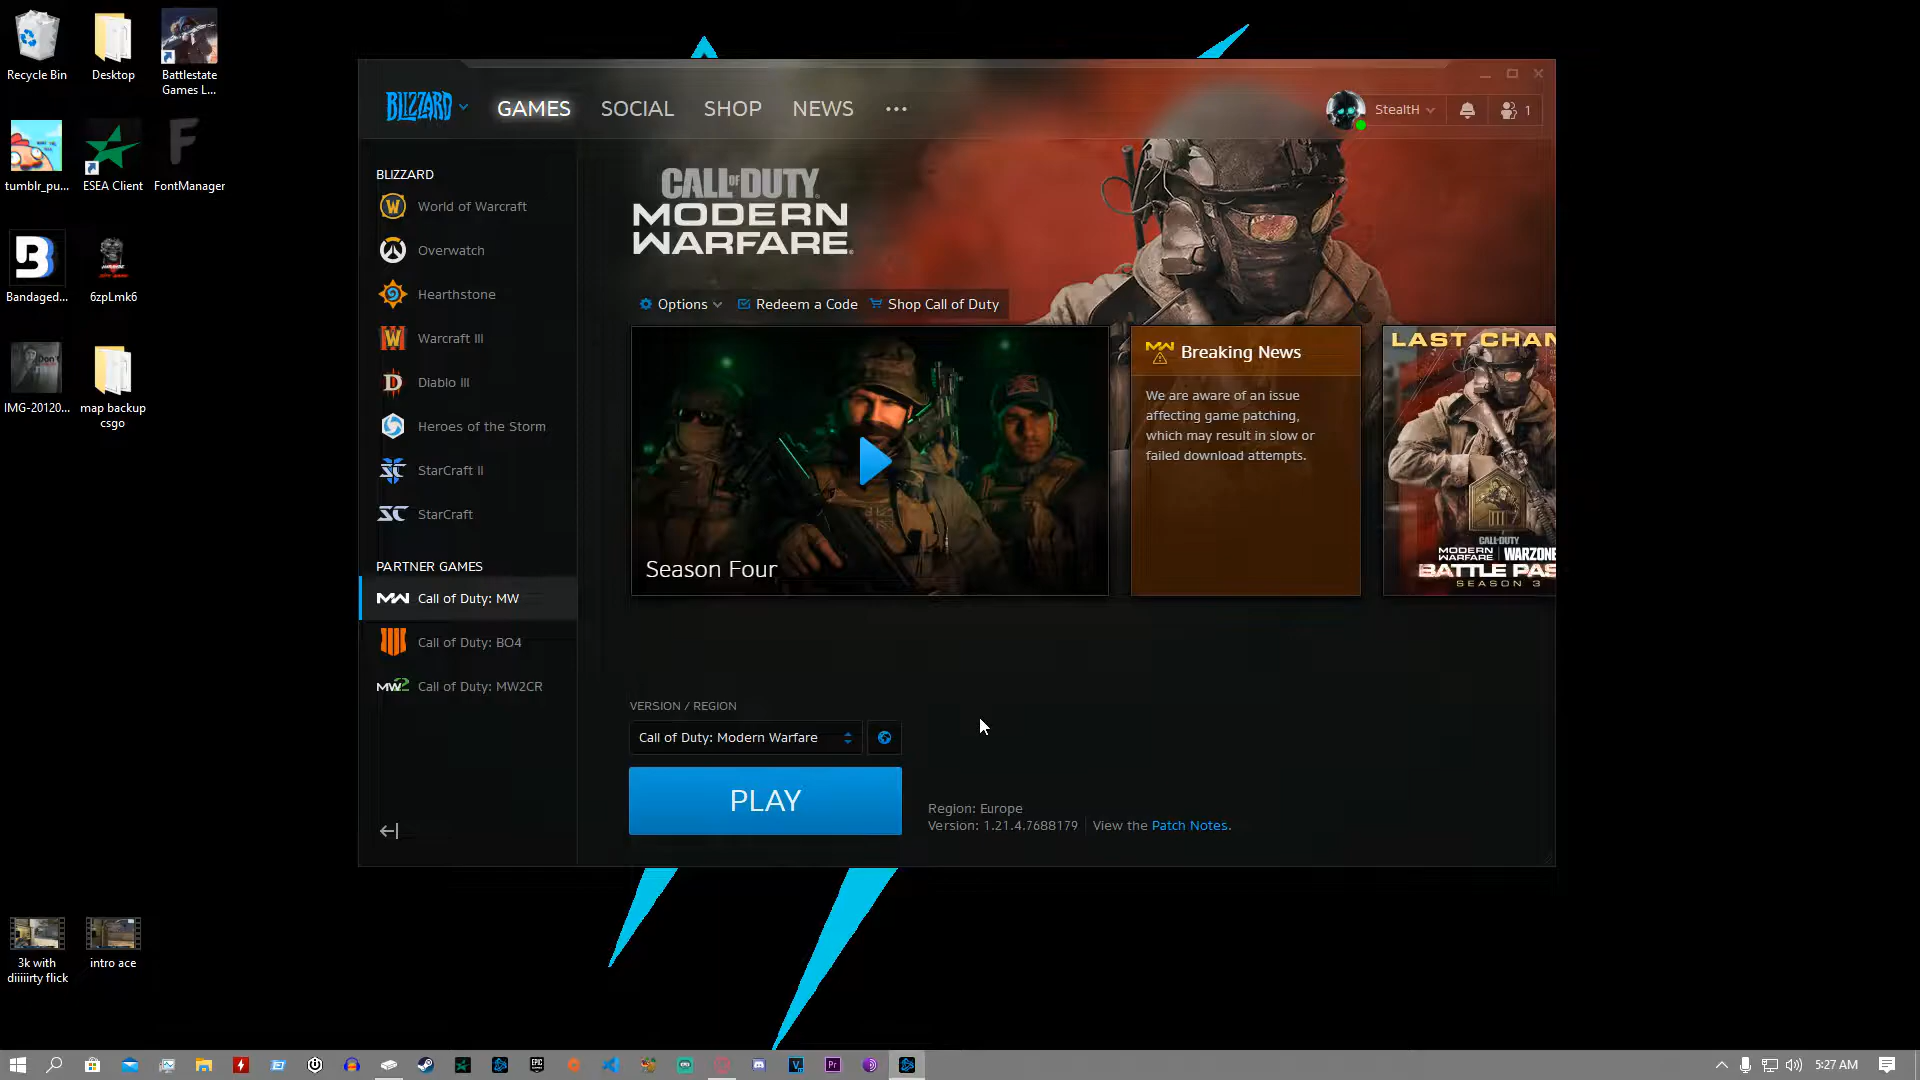 Recycle Bin
Desktop
Battlestate
Games L...
tumblr_pu...
ESEA Client
FontManager
Bandaged...
6zpLmk6
IMG-20120...
map backup
csgo
3k with
diiiiirty flick
intro ace
BLIZZARD
GAMES
SOCIAL
SHOP
NEWS
StealtH
1
BLIZZARD
World of Warcraft
Overwatch
Hearthstone
Warcraft III
Diablo III
Heroes of the Storm
StarCraft II
StarCraft
PARTNER GAMES
Call of Duty: MW
Call of Duty: BO4
Call of Duty: MW2CR
CALL OF DUTY
MODERN
WARFARE
Options
Redeem a Code
Shop Call of Duty
Season Four
Breaking News
We are aware of an issue
affecting game patching,
which may result in slow or
failed download attempts.
LAST CHAN
CALL OF DUTY
MODERN WARFARE
WARZONE
BATTLE PAS
SEASON 3
VERSION / REGION
Call of Duty: Modern Warfare
PLAY
Region: Europe
Version: 1.21.4.7688179
View the Patch Notes.
5:27 AM